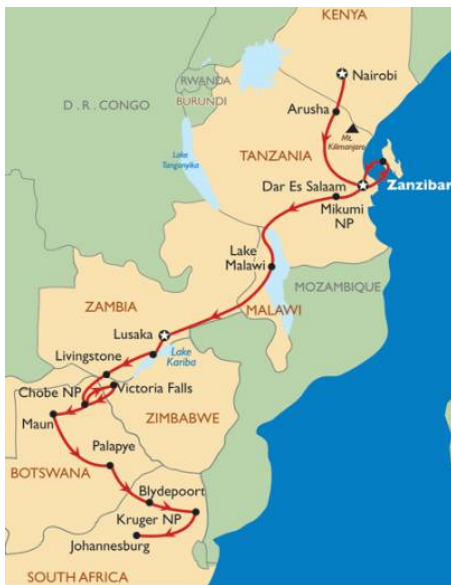 KENYA
Nairobi
RWANDA
BURUNDI
D.R.CONGO
Arusha
Mt.
Kilimanjaro
Lake
Tanganyika
TANZANIA
Dar Es Salaam
Zanzibar
Mikumi
NP
Lake
Malawi
MOZAMBIQUE
ZAMBIA
MALAWI
Lusaka
Lake
Kariba
Livingstone
Chobe NP
Victoria Falls
Maun
ZIMBABWE
Palapye
BOTSWANA
Blydepoort
Kruger NP
Johannesburg
SOUTH AFRICA